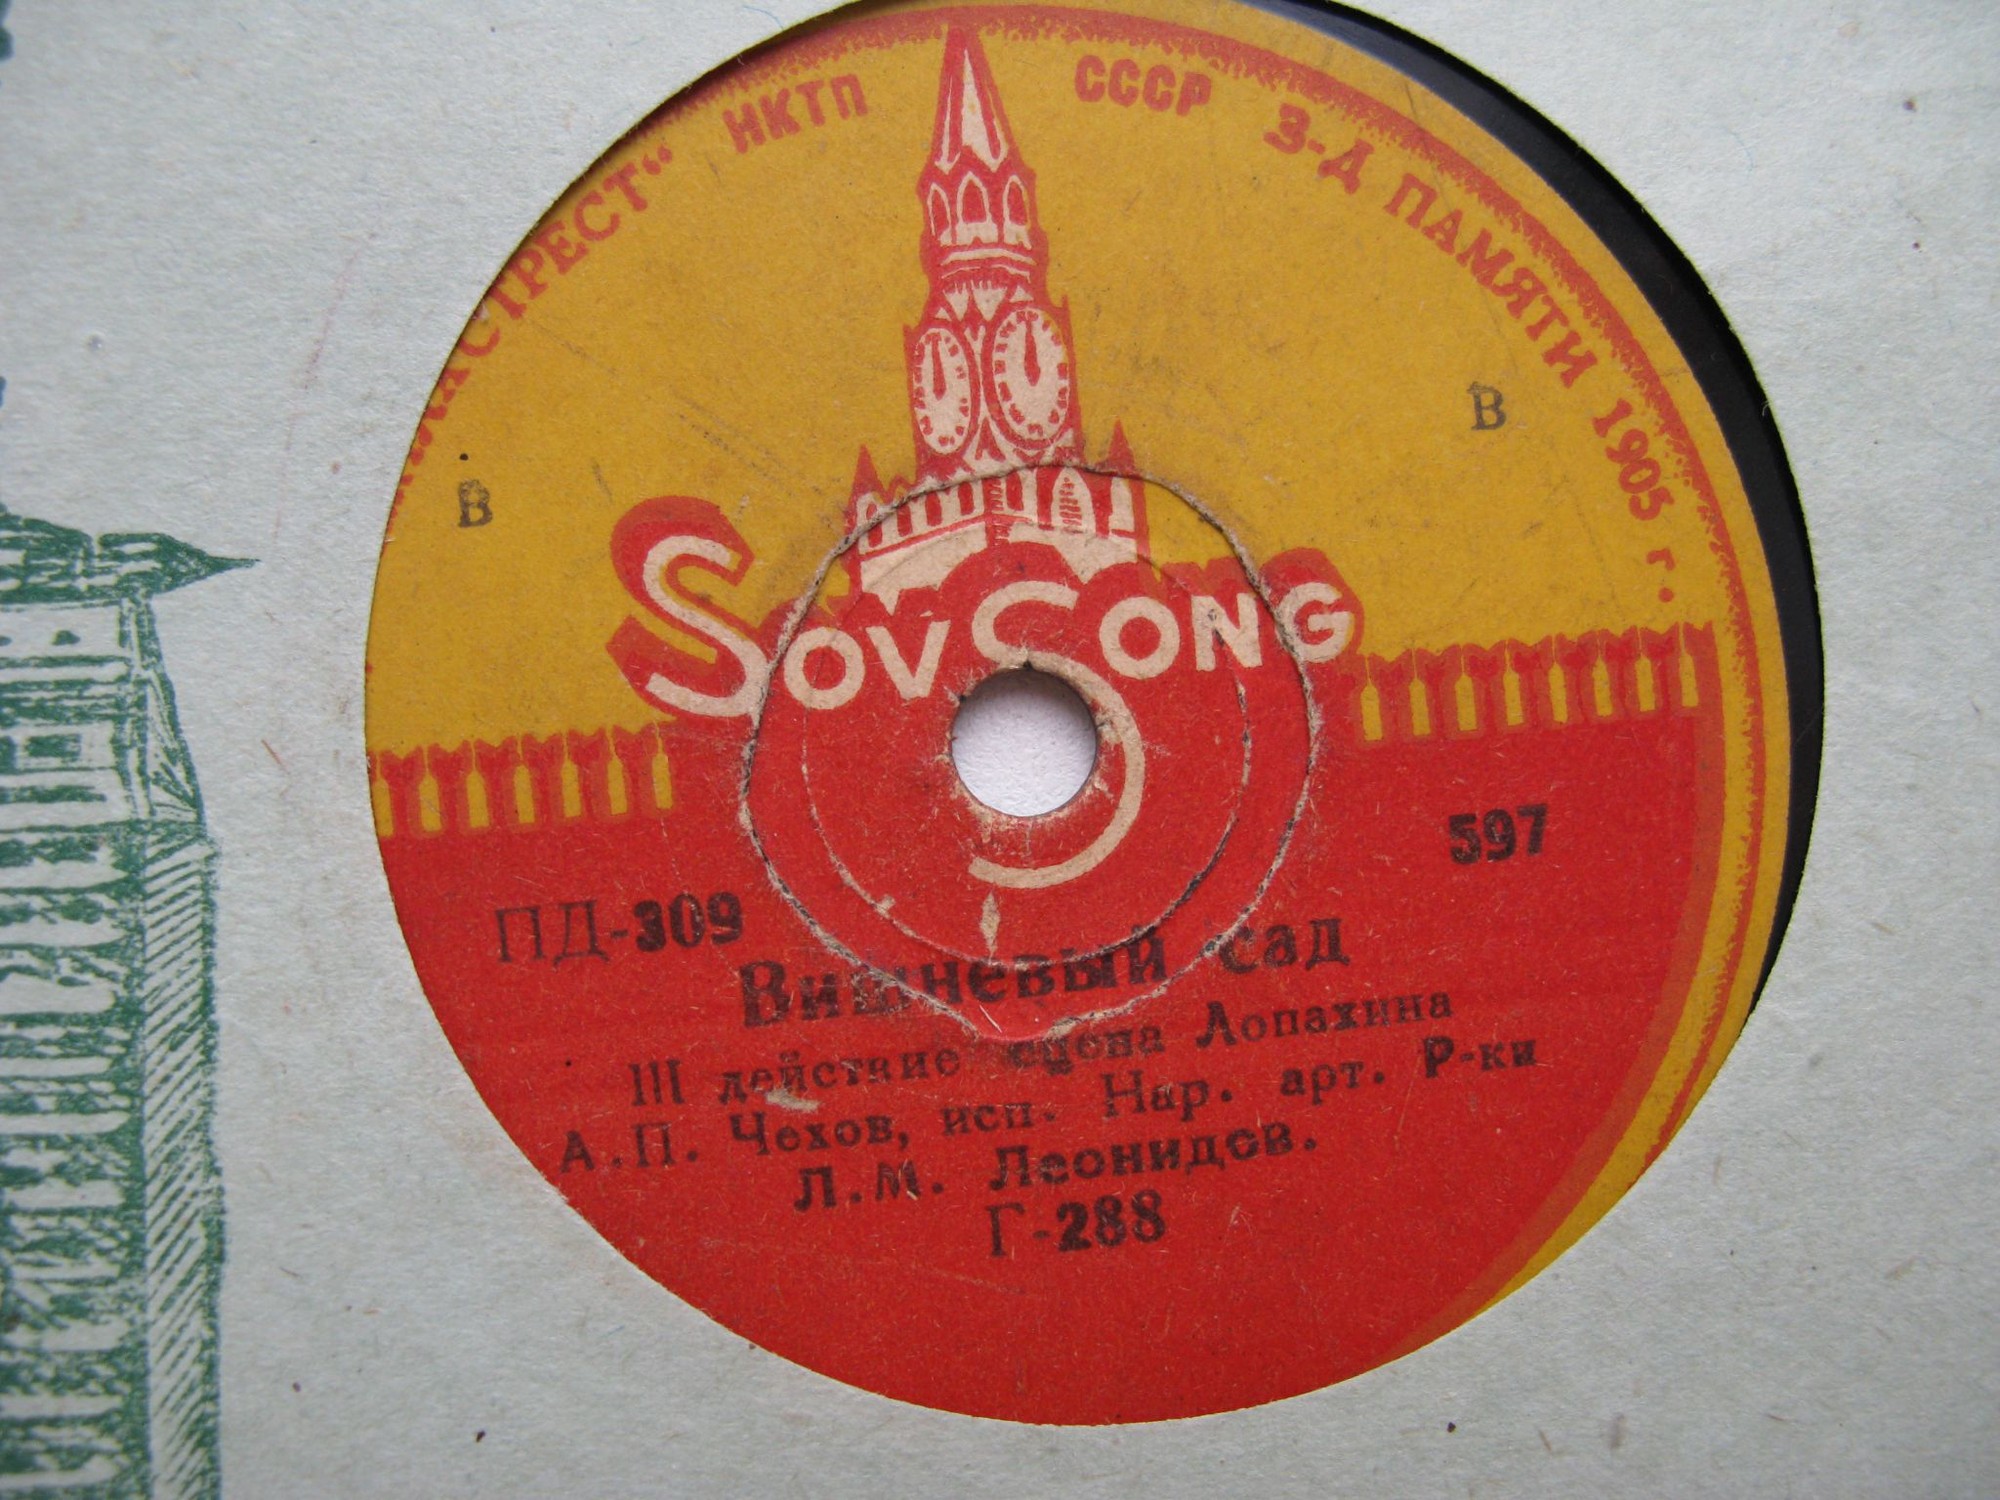 НКТП СССР З-Д ПАМЯТИ 1905 г.
В В
SovSong
597
ПД-309
Вишневый сад
III действие сцена Лопахина
А.П. Чехов, исп. Нар. арт. Р-ки
Л.М. Леонидов.
Г-288